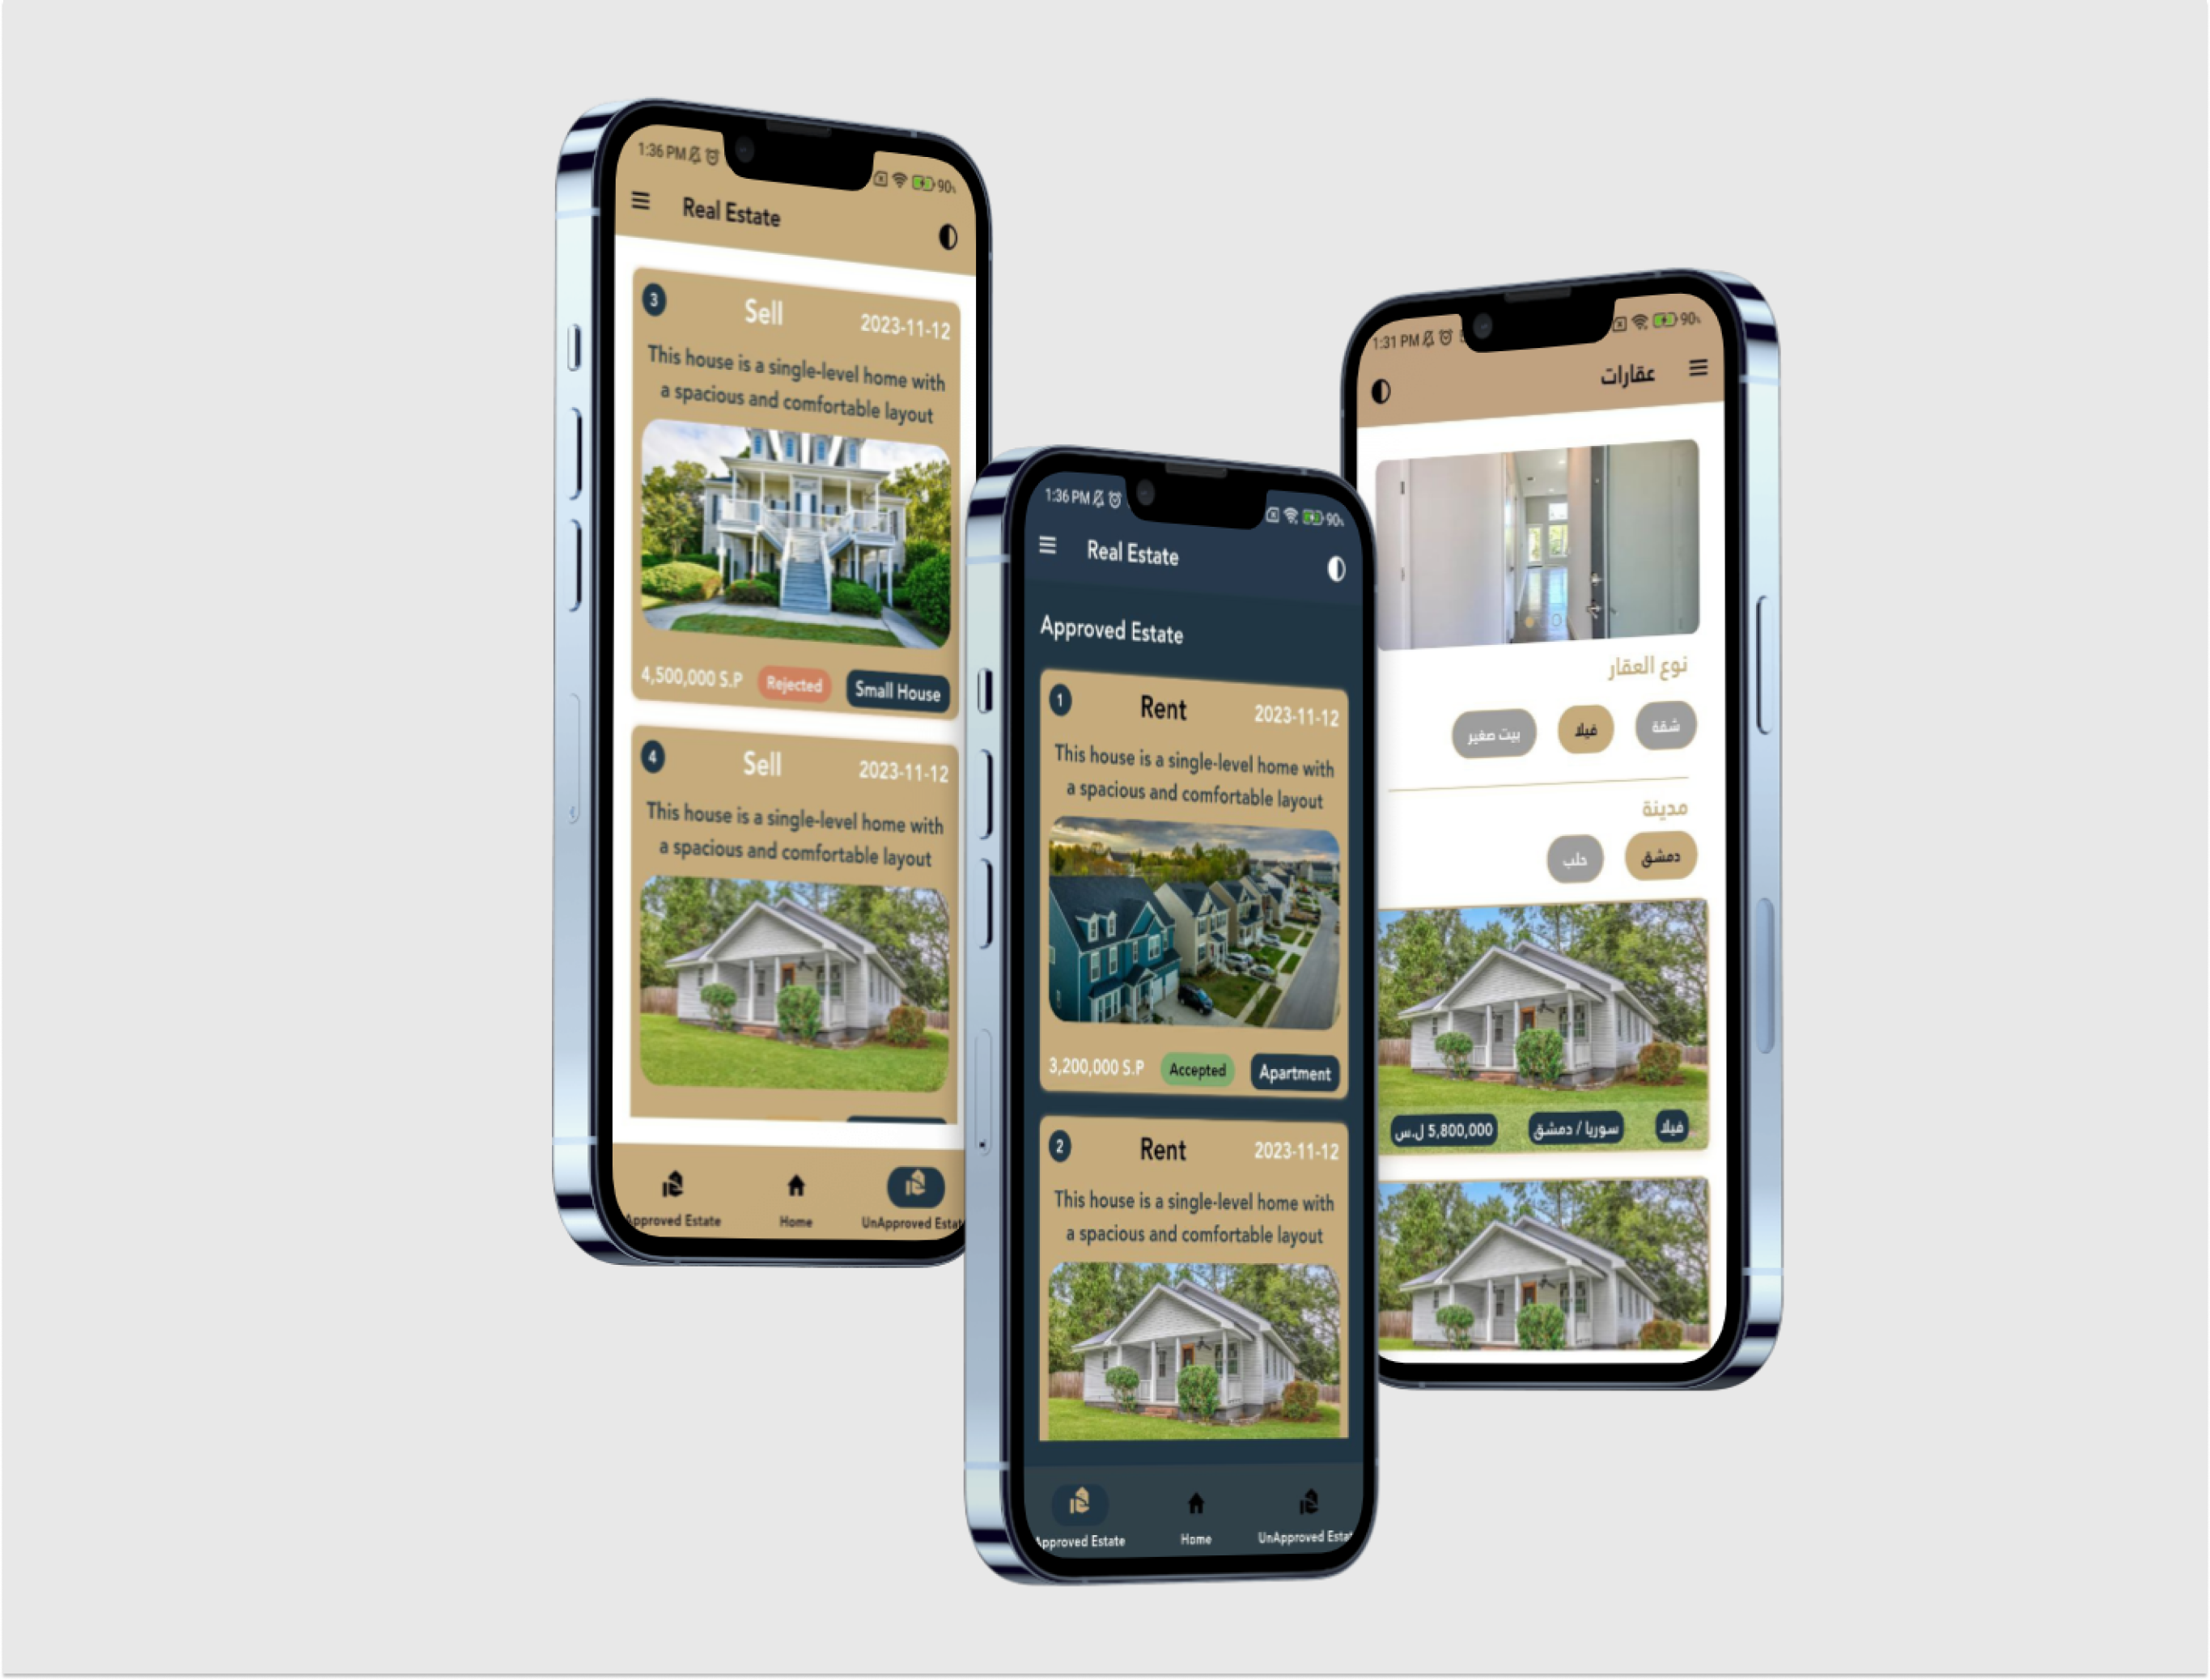 1:36 PM
90%
Real Estate
3
Sell
2023-11-12
This house is a single-level home with
a spacious and comfortable layout
4,500,000 S.P
Rejected
Small House
4
Sell
2023-11-12
This house is a single-level home with
a spacious and comfortable layout
Approved Estate
Home
UnApproved Estat
1:36 PM
90%
Real Estate
Approved Estate
1
Rent
2023-11-12
This house is a single-level home with
a spacious and comfortable layout
3,200,000 S.P
Accepted
Apartment
2
Rent
2023-11-12
This house is a single-level home with
a spacious and comfortable layout
Approved Estate
Home
UnApproved Estat
1:31 PM
90%
عقارات
نوع العقار
شقة
فيلا
بيت صغير
مدينة
دمشق
حلب
فيلا
سوريا / دمشق
5,800,000 ل.س